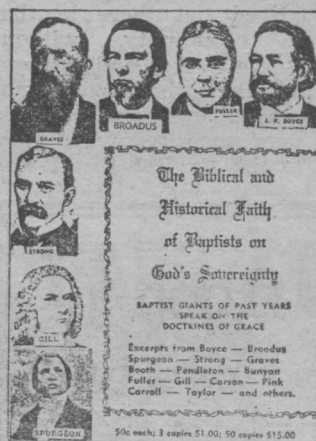 GRAVES
BROADUS
FULLER
J. P. BOYCE
STRONG
GILL
SPURGEON
The Biblical and
Historical Faith
of Baptists on
God's Sovereignty
BAPTIST GIANTS OF PAST YEARS
SPEAK ON THE
DOCTRINES OF GRACE
Excerpts from Boyce — Broadus
Spurgeon — Strong — Graves
Booth — Pendleton — Bunyan
Fuller — Gill — Carson — Pink
Carroll — Taylor — and others.
50c each; 3 copies $1.00; 50 copies $15.00